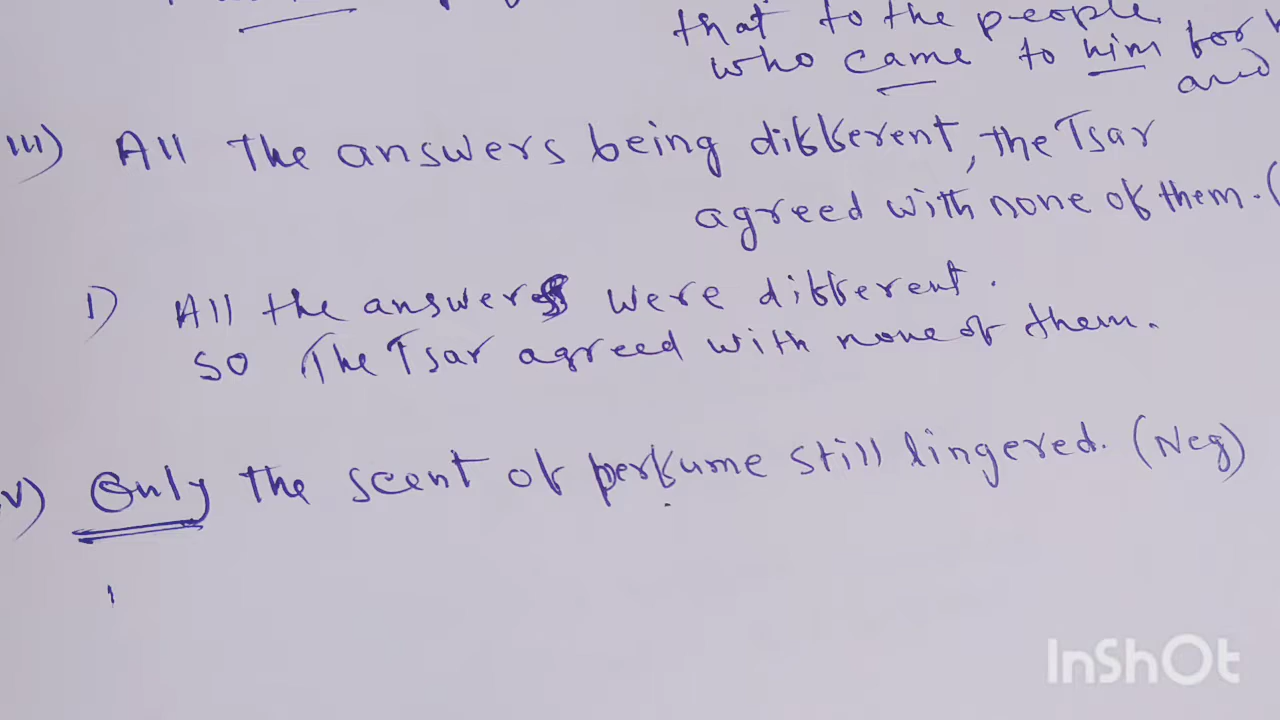 that to the people
who came to him for
and
III) All the answers being different, the Tsar
agreed with none of them. (
1) All the answers were different.
So The Tsar agreed with none of them.
v) Only the scent of perfume still lingered. (Neg)
InShOt